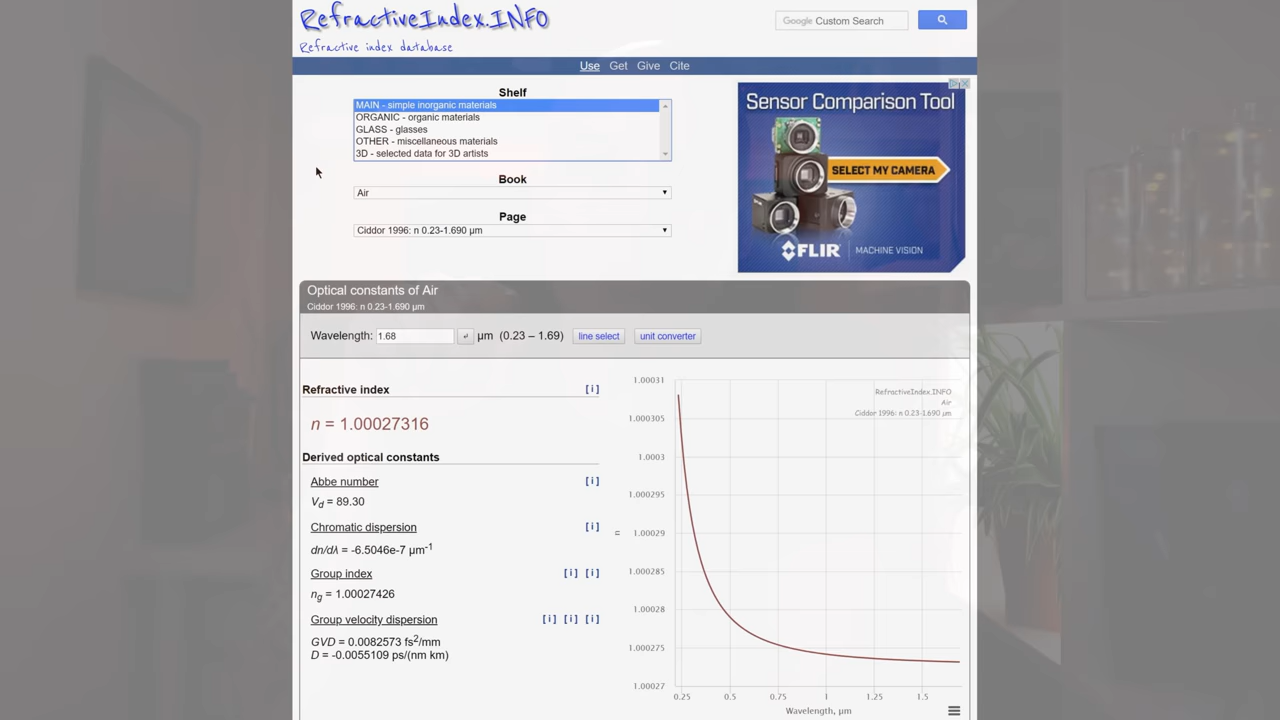 RefractiveIndex.INFO
Refractive index database
Google Custom Search
Use Get Give Cite
Shelf
MAIN - simple inorganic materials
ORGANIC - organic materials
GLASS - glasses
OTHER - miscellaneous materials
3D - selected data for 3D artists
Book
Air
Page
Ciddor 1996: n 0.23-1.690 µm
Sensor Comparison Tool
SELECT MY CAMERA
FLIR MACHINE VISION
Optical constants of Air
Ciddor 1996: n 0.23-1.690 µm
Wavelength: 1.68 µm (0.23 – 1.69) line select unit converter
Refractive index [ i ]
n = 1.00027316
Derived optical constants
Abbe number [ i ]
Vd = 89.30
Chromatic dispersion [ i ]
dn/dλ = -6.5046e-7 µm-1
Group index [ i ] [ i ]
ng = 1.00027426
Group velocity dispersion [ i ] [ i ] [ i ]
GVD = 0.0082573 fs2/mm
D = -0.0055109 ps/(nm km)
RefractiveIndex.INFO
Air
Ciddor 1996: n 0.23-1.690 µm
1.00031
1.000305
1.0003
1.000295
1.00029
1.000285
1.00028
1.000275
1.00027
n
0.25 0.5 0.75 1 1.25 1.5
Wavelength, µm